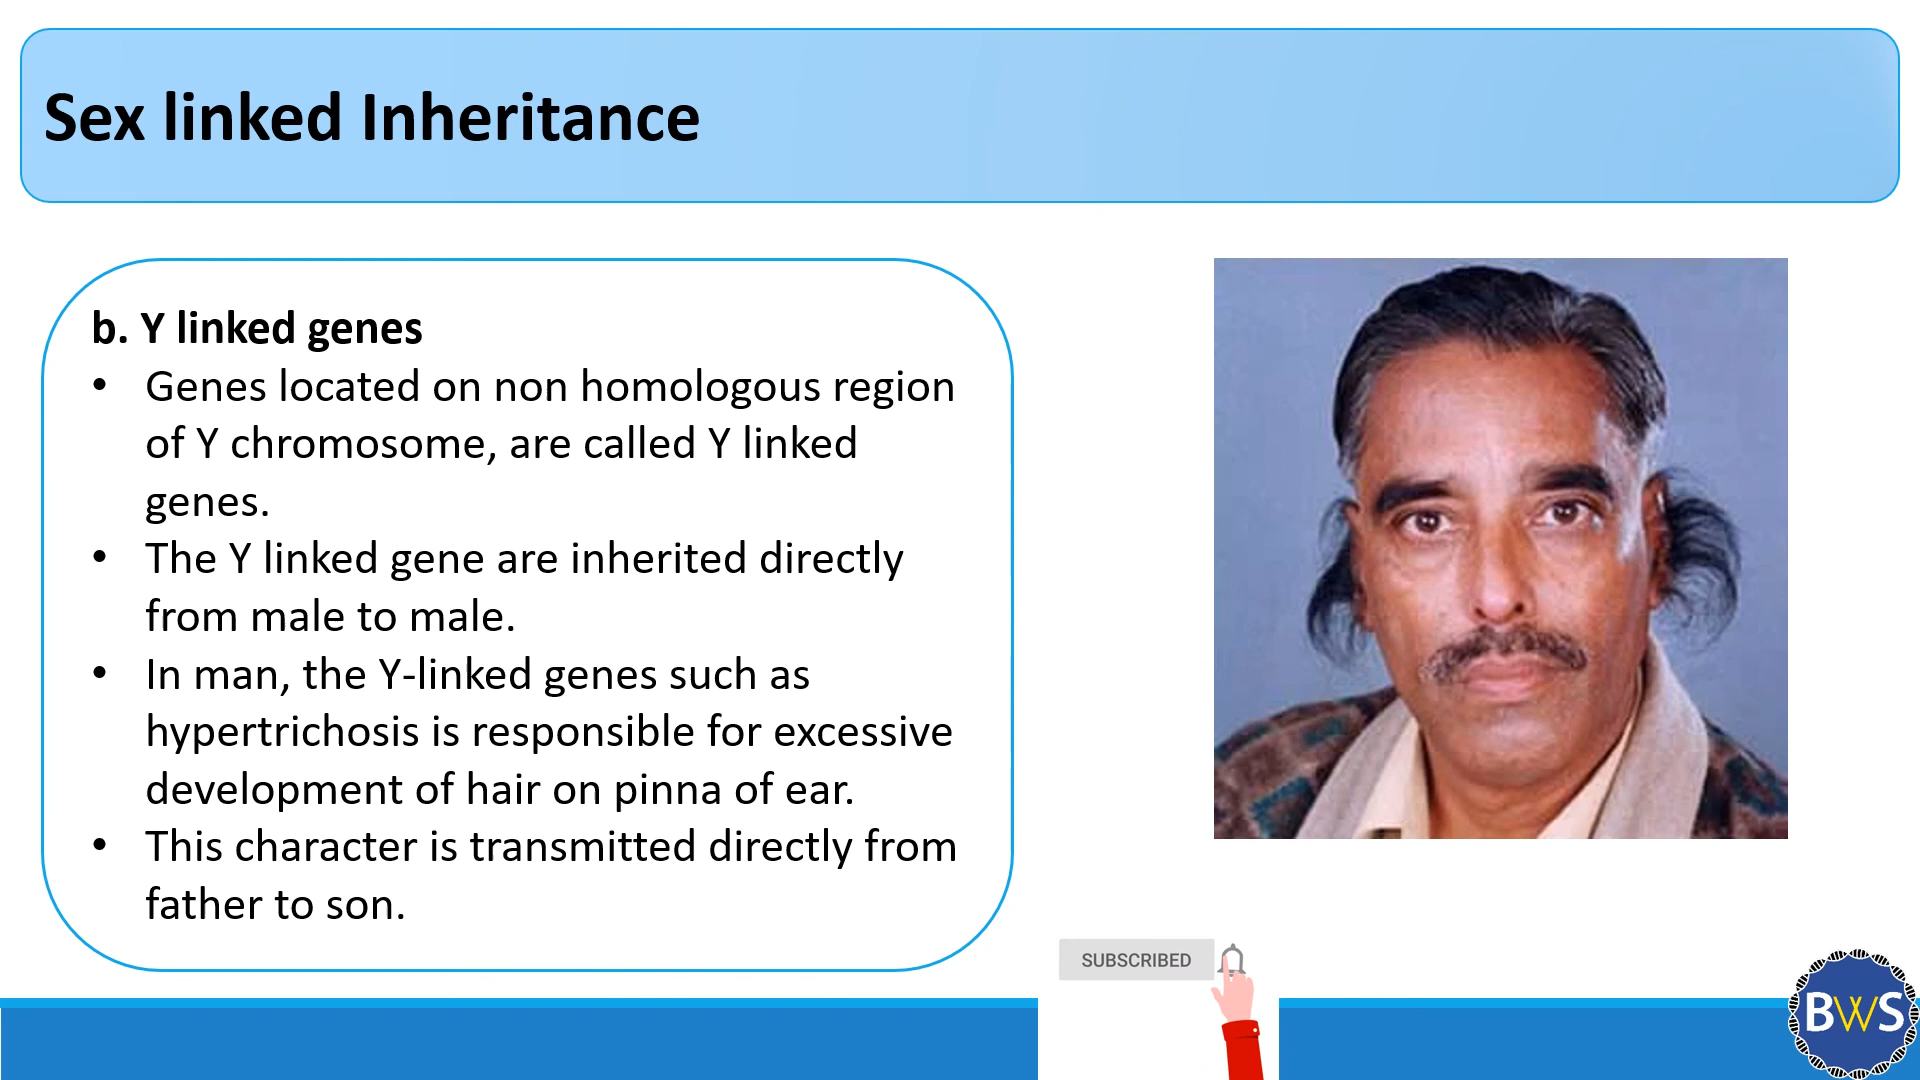 Sex linked Inheritance
b. Y linked genes
• Genes located on non homologous region
of Y chromosome, are called Y linked
genes.
• The Y linked gene are inherited directly
from male to male.
• In man, the Y-linked genes such as
hypertrichosis is responsible for excessive
development of hair on pinna of ear.
• This character is transmitted directly from
father to son.
SUBSCRIBED
BWS